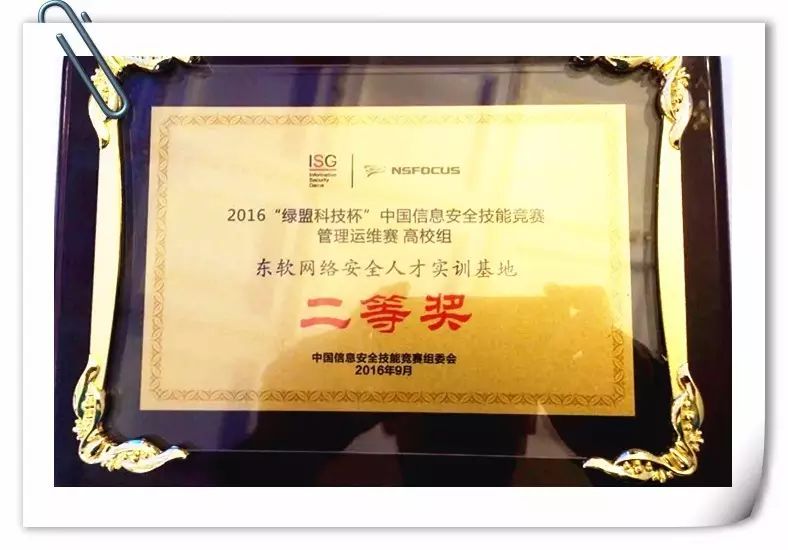 ISG
Information
Security
Game
NSFOCUS
2016“绿盟科技杯”中国信息安全技能竞赛
管理运维赛 高校组
东软网络安全人才实训基地
二等奖
中国信息安全技能竞赛组委会
2016年9月